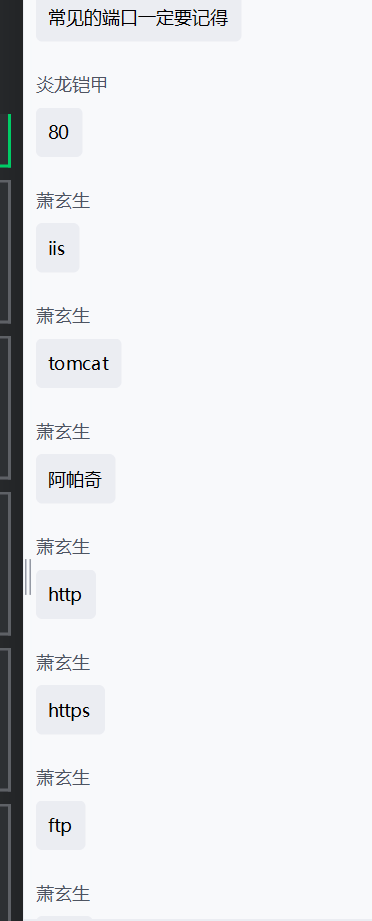 常见的端口一定要记得
炎龙铠甲
80
萧玄生
iis
萧玄生
tomcat
萧玄生
阿帕奇
萧玄生
http
萧玄生
https
萧玄生
ftp
萧玄生